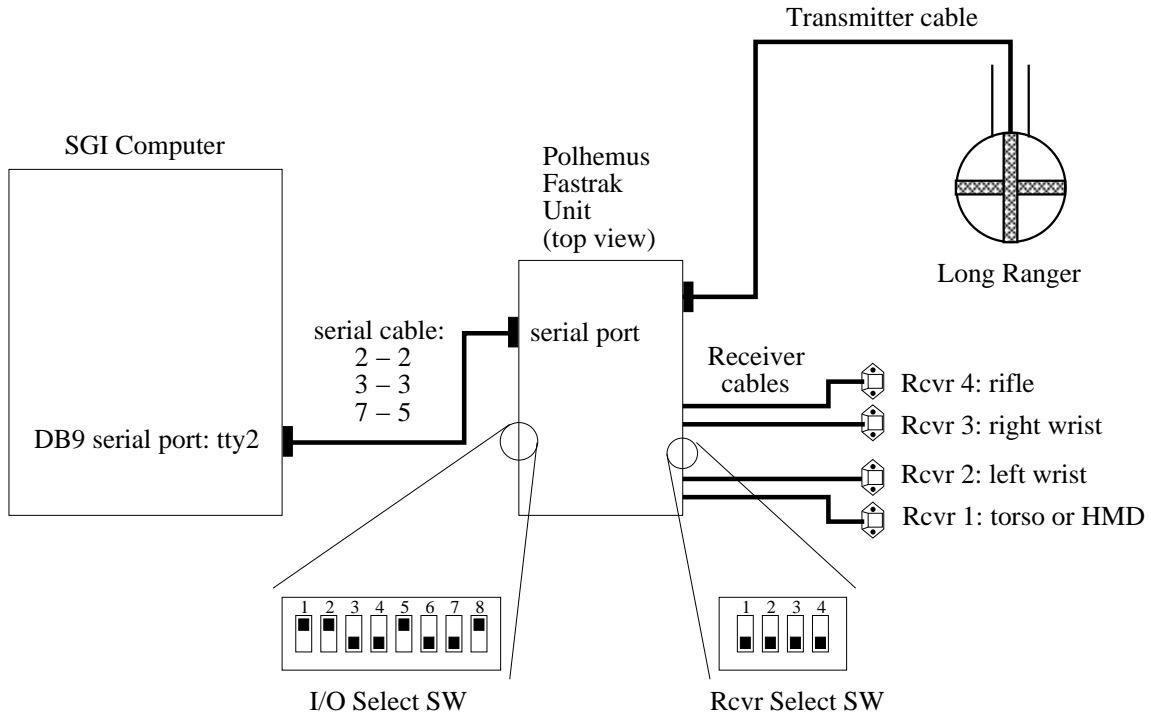 Transmitter cable
SGI Computer
Polhemus
Fastrak
Unit
(top view)
Long Ranger
serial cable:
2 – 2
3 – 3
7 – 5
serial port
DB9 serial port: tty2
Receiver
cables
Rcvr 4: rifle
Rcvr 3: right wrist
Rcvr 2: left wrist
Rcvr 1: torso or HMD
1 2 3 4 5 6 7 8
I/O Select SW
1 2 3 4
Rcvr Select SW